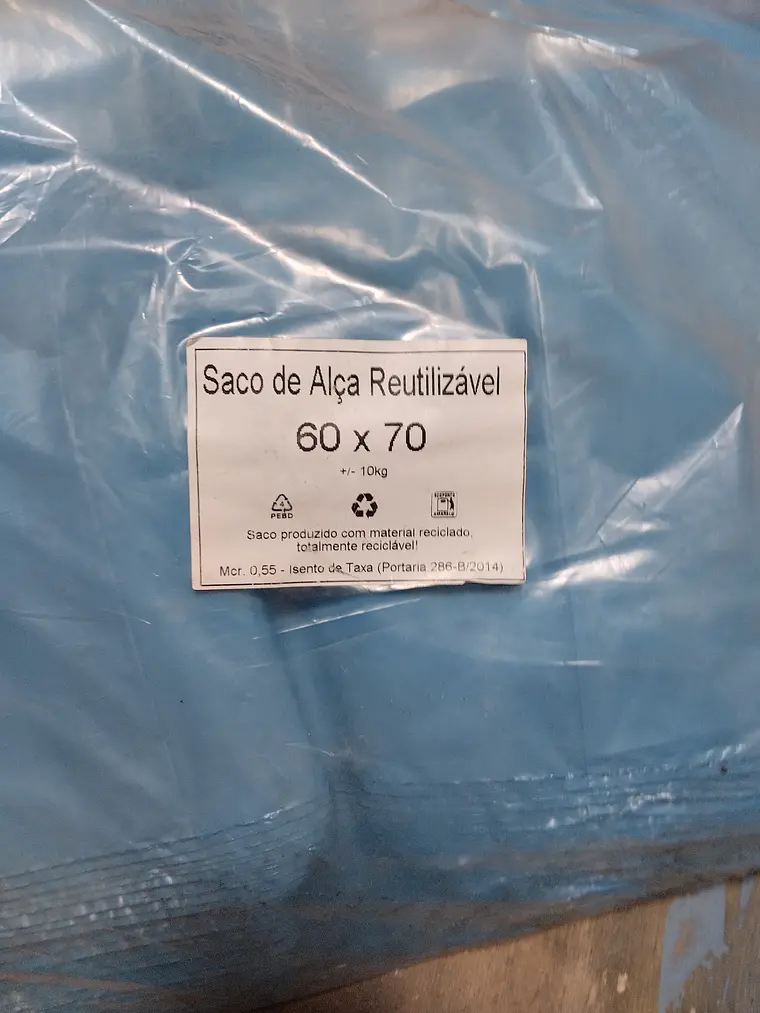 Saco de Alça Reutilizável
60 x 70
+/- 10kg
4
PEBD
Saco produzido com material reciclado,
totalmente reciclável!
Mcr. 0,55 - Isento de Taxa (Portaria 286-B/2014)